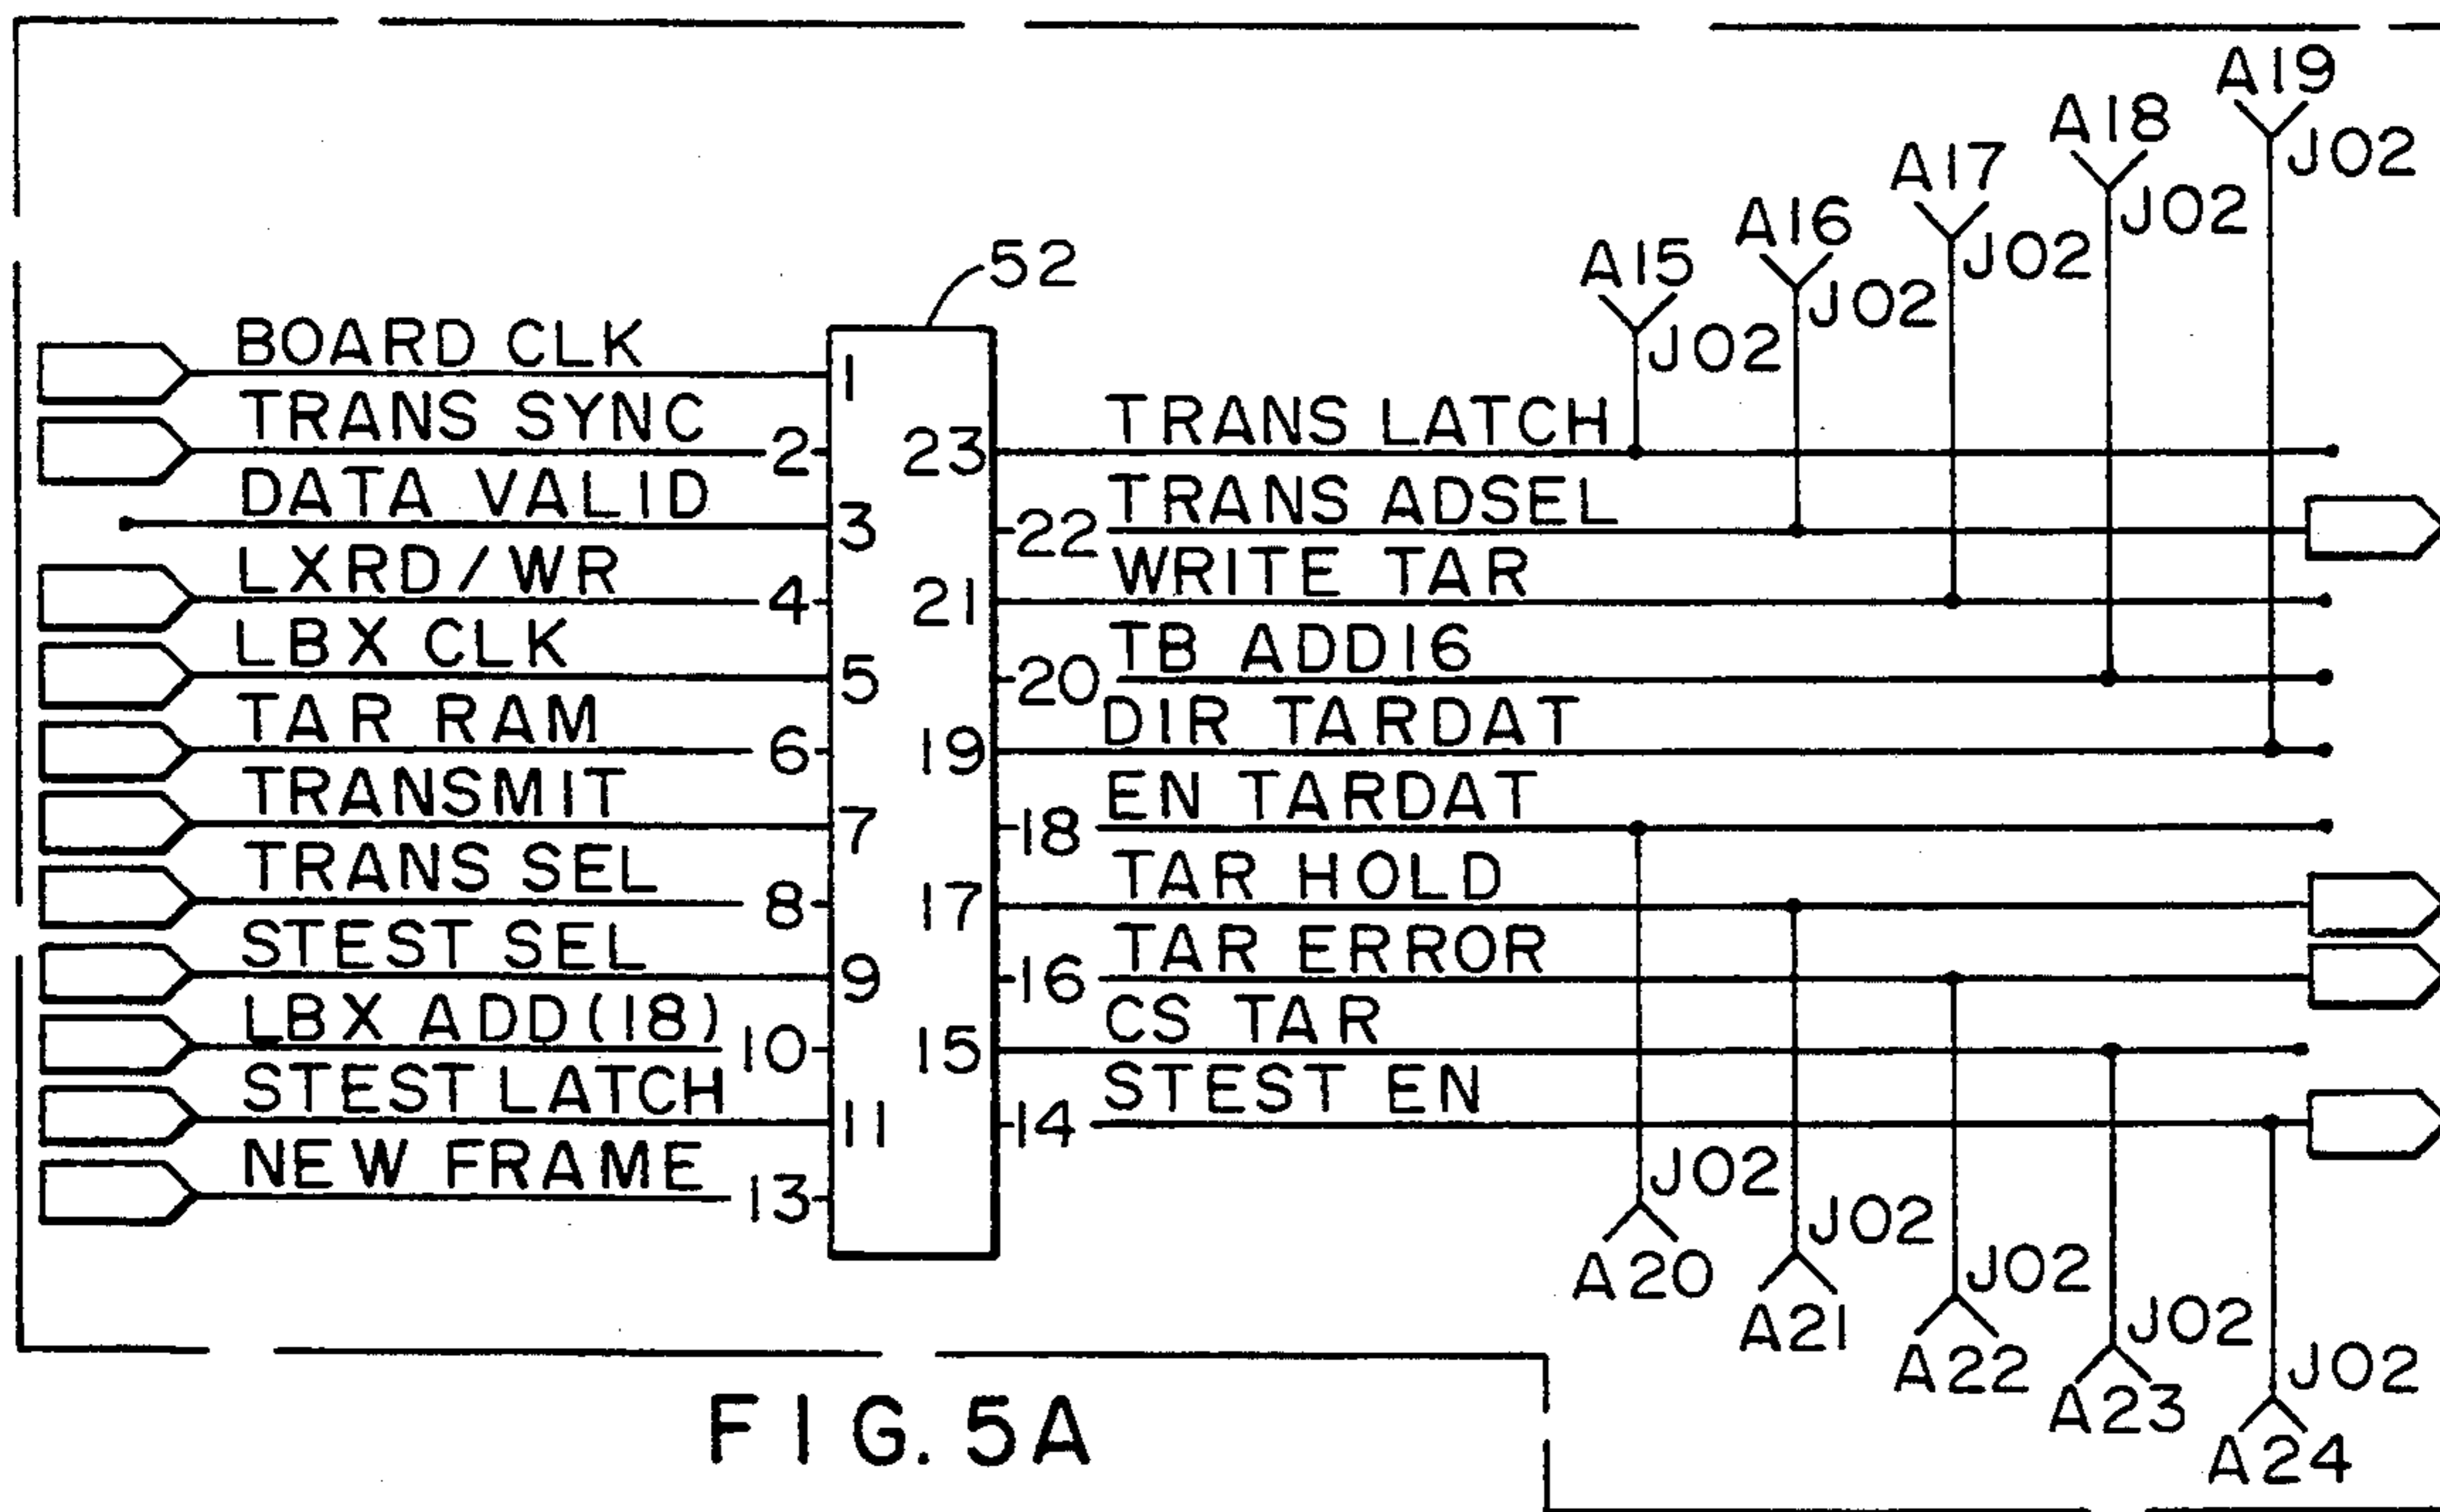 A19
J02
A18
J02
A17
J02
A16
J02
A15
J02
52
BOARD CLK
1
TRANS SYNC
2
DATA VALID
3
LXRD/WR
4
LBX CLK
5
TAR RAM
6
TRANSMIT
7
TRANS SEL
8
STEST SEL
9
LBX ADD(18)
10
STEST LATCH
11
NEW FRAME
13
23
TRANS LATCH
22
TRANS ADSEL
21
WRITE TAR
20
TB ADD16
19
DIR TARDAT
18
EN TARDAT
17
TAR HOLD
16
TAR ERROR
15
CS TAR
14
STEST EN
J02
A20
J02
A21
J02
A22
J02
A23
J02
A24
FIG. 5A